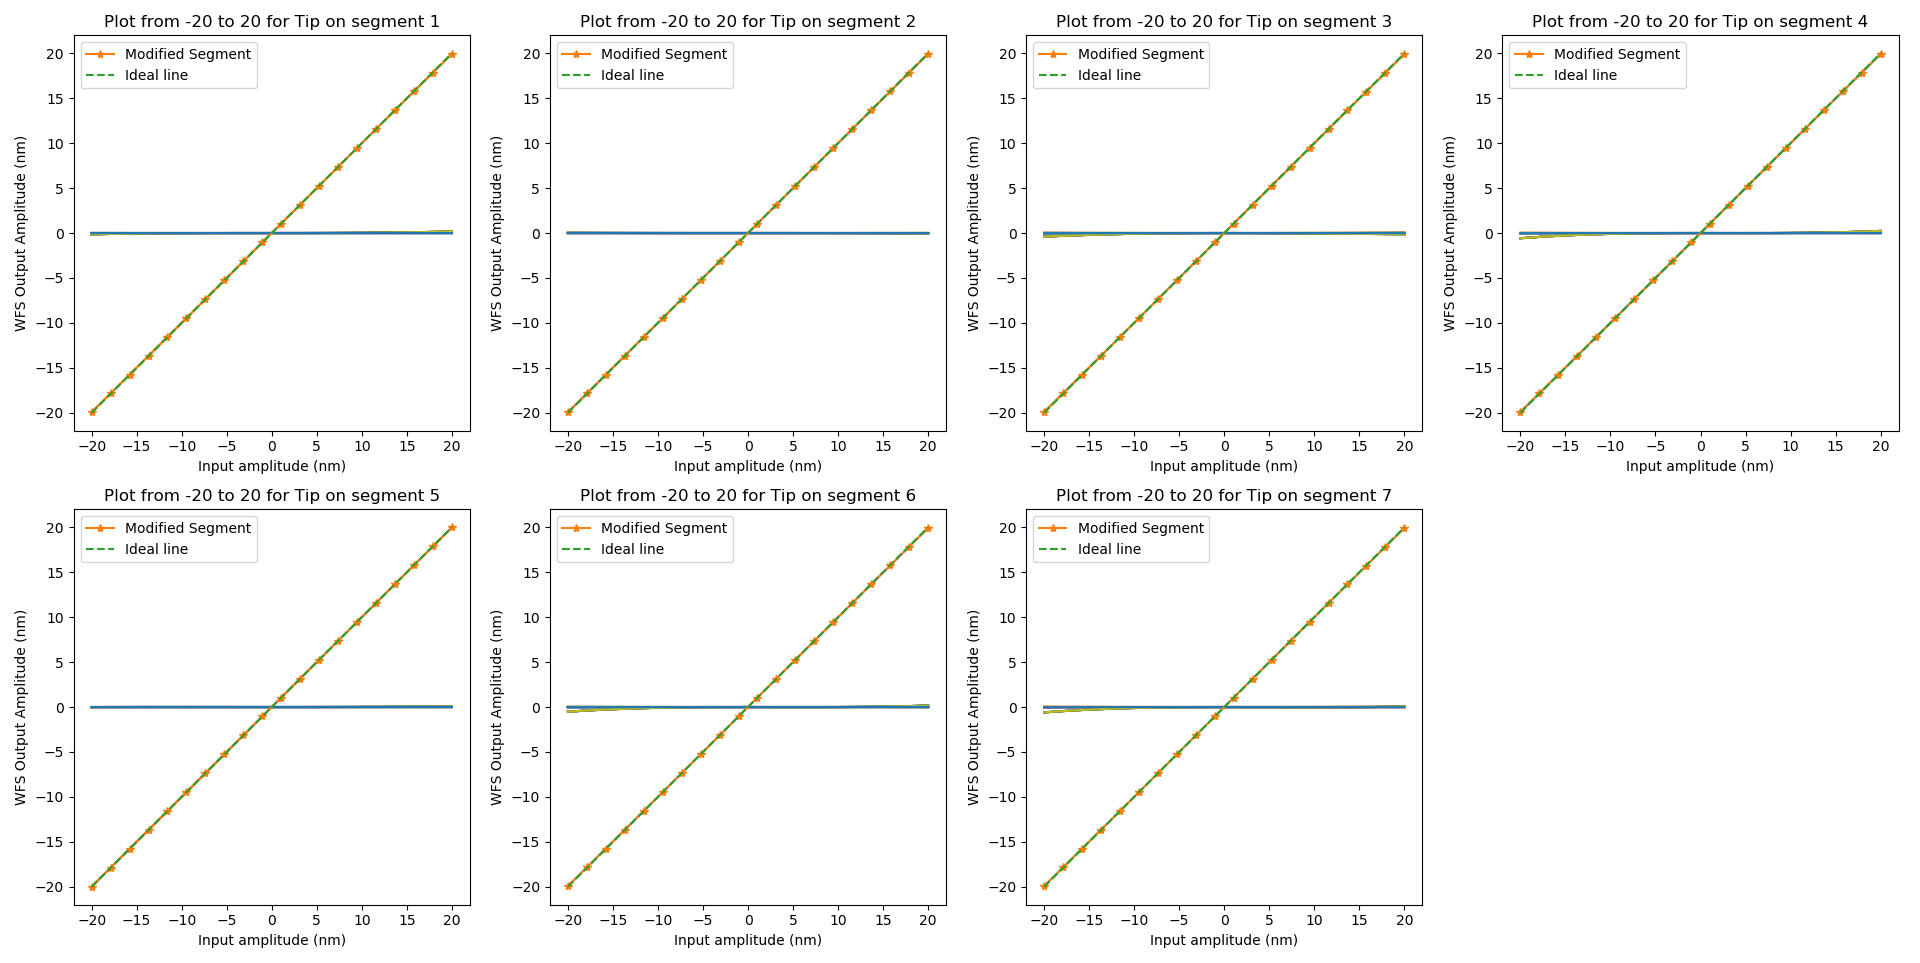 Plot from -20 to 20 for Tip on segment 1
Modified Segment
Ideal line
20
15
10
5
0
−5
−10
−15
−20
WFS Output Amplitude (nm)
−20 −15 −10 −5 0 5 10 15 20
Input amplitude (nm)
Plot from -20 to 20 for Tip on segment 2
Modified Segment
Ideal line
20
15
10
5
0
−5
−10
−15
−20
WFS Output Amplitude (nm)
−20 −15 −10 −5 0 5 10 15 20
Input amplitude (nm)
Plot from -20 to 20 for Tip on segment 3
Modified Segment
Ideal line
20
15
10
5
0
−5
−10
−15
−20
WFS Output Amplitude (nm)
−20 −15 −10 −5 0 5 10 15 20
Input amplitude (nm)
Plot from -20 to 20 for Tip on segment 4
Modified Segment
Ideal line
20
15
10
5
0
−5
−10
−15
−20
WFS Output Amplitude (nm)
−20 −15 −10 −5 0 5 10 15 20
Input amplitude (nm)
Plot from -20 to 20 for Tip on segment 5
Modified Segment
Ideal line
20
15
10
5
0
−5
−10
−15
−20
WFS Output Amplitude (nm)
−20 −15 −10 −5 0 5 10 15 20
Input amplitude (nm)
Plot from -20 to 20 for Tip on segment 6
Modified Segment
Ideal line
20
15
10
5
0
−5
−10
−15
−20
WFS Output Amplitude (nm)
−20 −15 −10 −5 0 5 10 15 20
Input amplitude (nm)
Plot from -20 to 20 for Tip on segment 7
Modified Segment
Ideal line
20
15
10
5
0
−5
−10
−15
−20
WFS Output Amplitude (nm)
−20 −15 −10 −5 0 5 10 15 20
Input amplitude (nm)